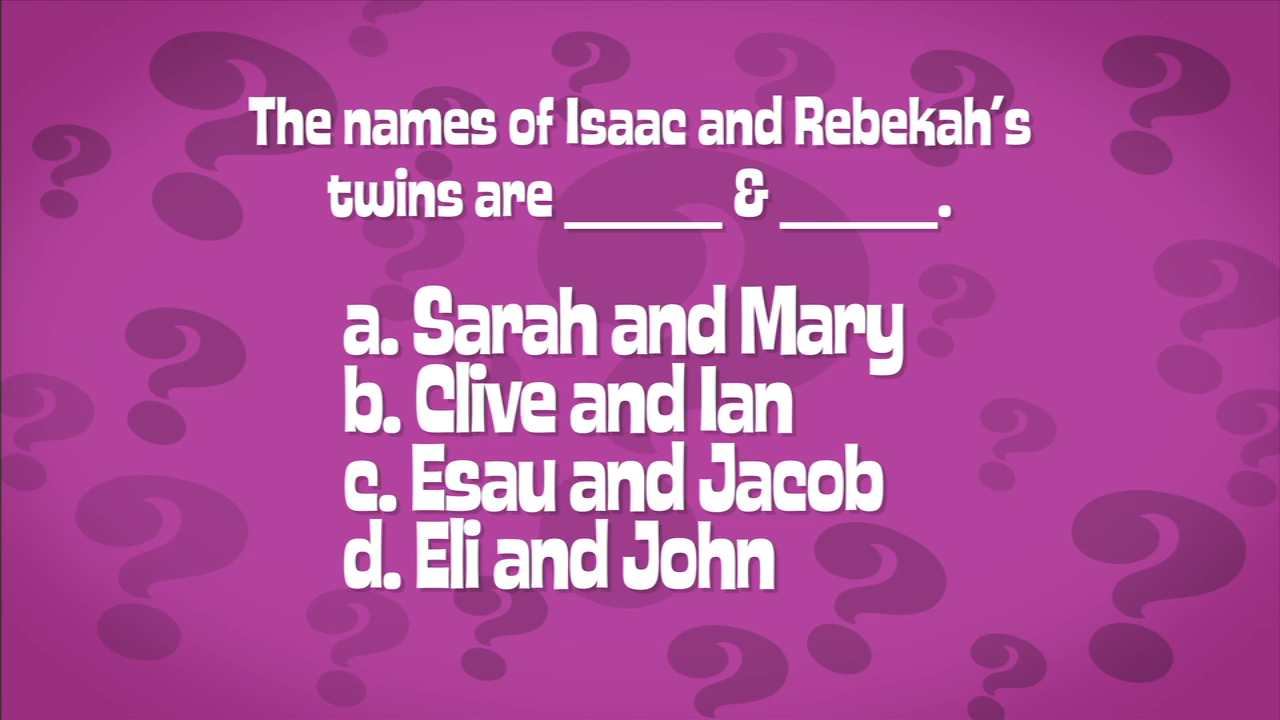 The names of Isaac and Rebekah's
twins are _____ & _____.
a. Sarah and Mary
b. Clive and Ian
c. Esau and Jacob
d. Eli and John